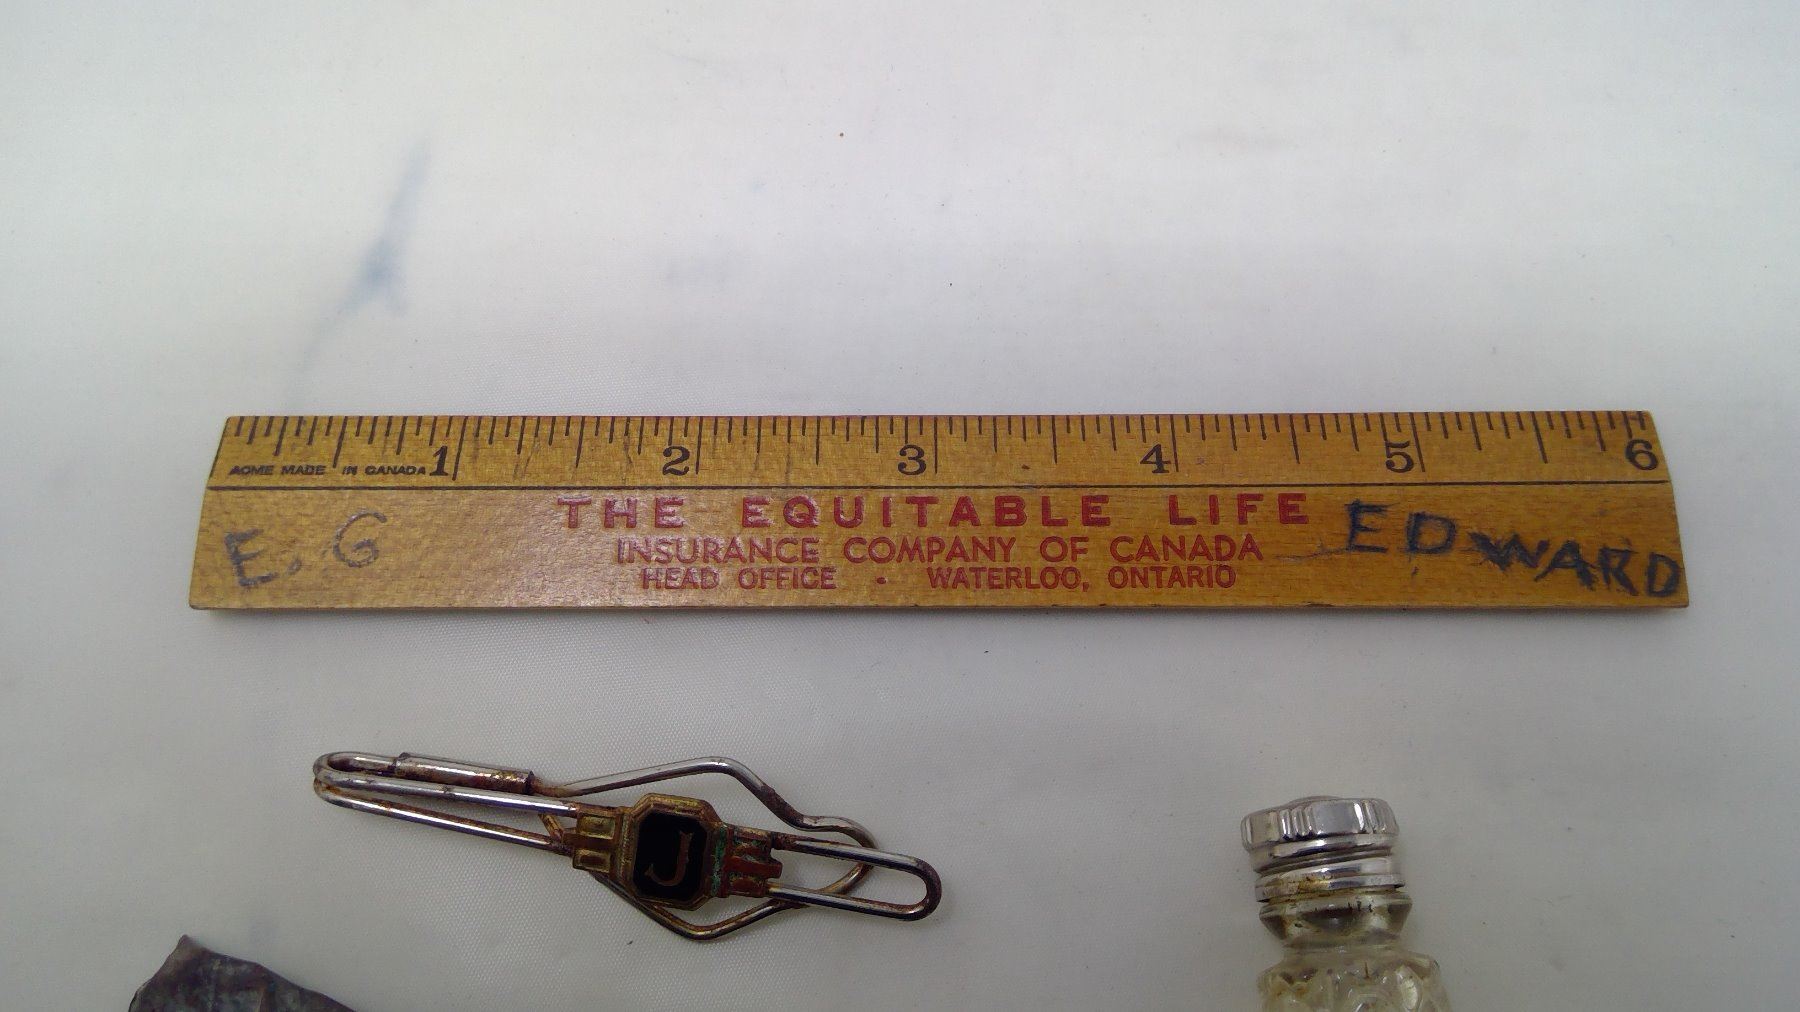 1 2 3 4 5 6
ACME MADE IN CANADA
THE EQUITABLE LIFE
INSURANCE COMPANY OF CANADA
HEAD OFFICE · WATERLOO, ONTARIO
E. G
EDWARD
J